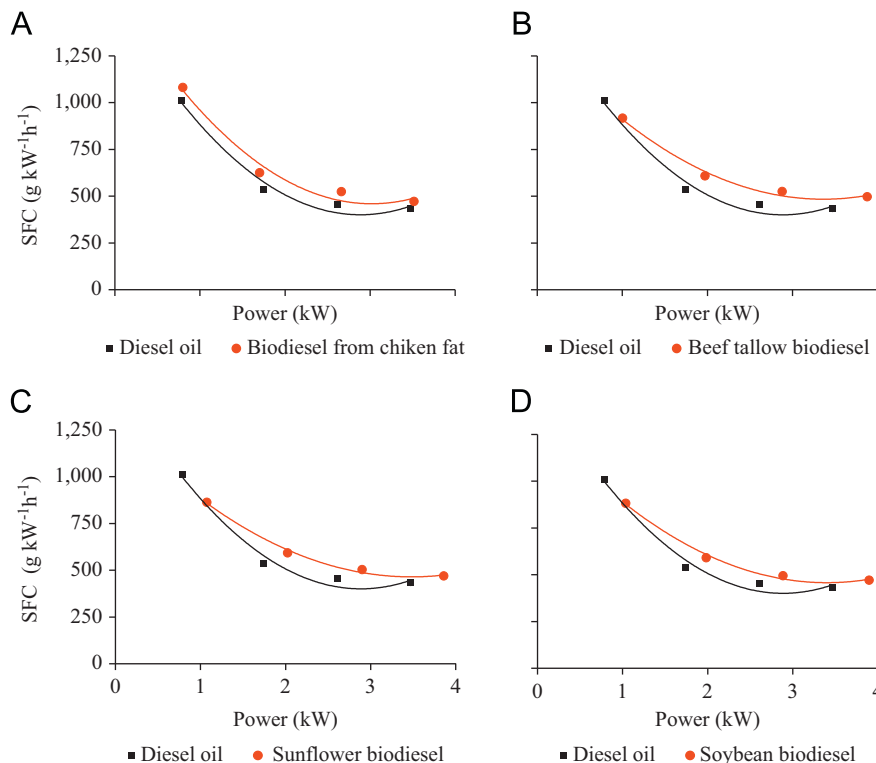 A
B
1,250
1,000
750
500
250
0
SFC (g kW⁻¹h⁻¹)
Power (kW)
Power (kW)
Diesel oil Biodiesel from chiken fat
Diesel oil Beef tallow biodiesel
C
D
1,250
1,000
750
500
250
0
SFC (g kW⁻¹h⁻¹)
0 1 2 3 4
0 1 2 3 4
Power (kW)
Power (kW)
Diesel oil Sunflower biodiesel
Diesel oil Soybean biodiesel